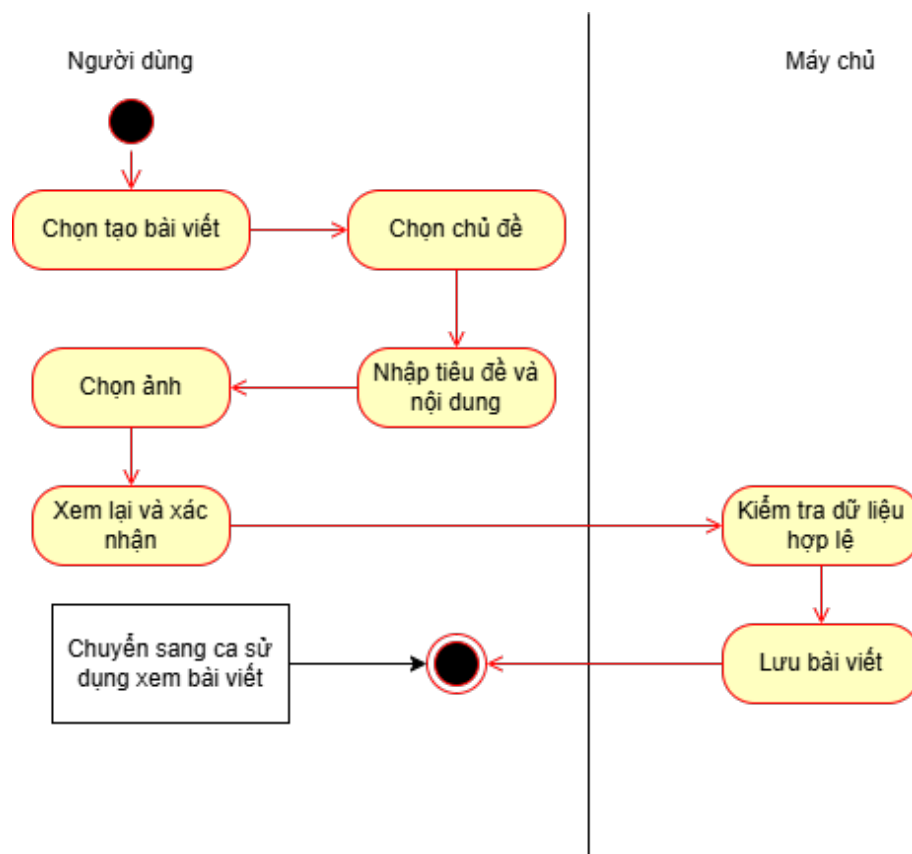 Người dùng
Máy chủ
Chọn tạo bài viết
Chọn chủ đề
Nhập tiêu đề và
nội dung
Chọn ảnh
Xem lại và xác
nhận
Kiểm tra dữ liệu
hợp lệ
Lưu bài viết
Chuyển sang ca sử
dụng xem bài viết